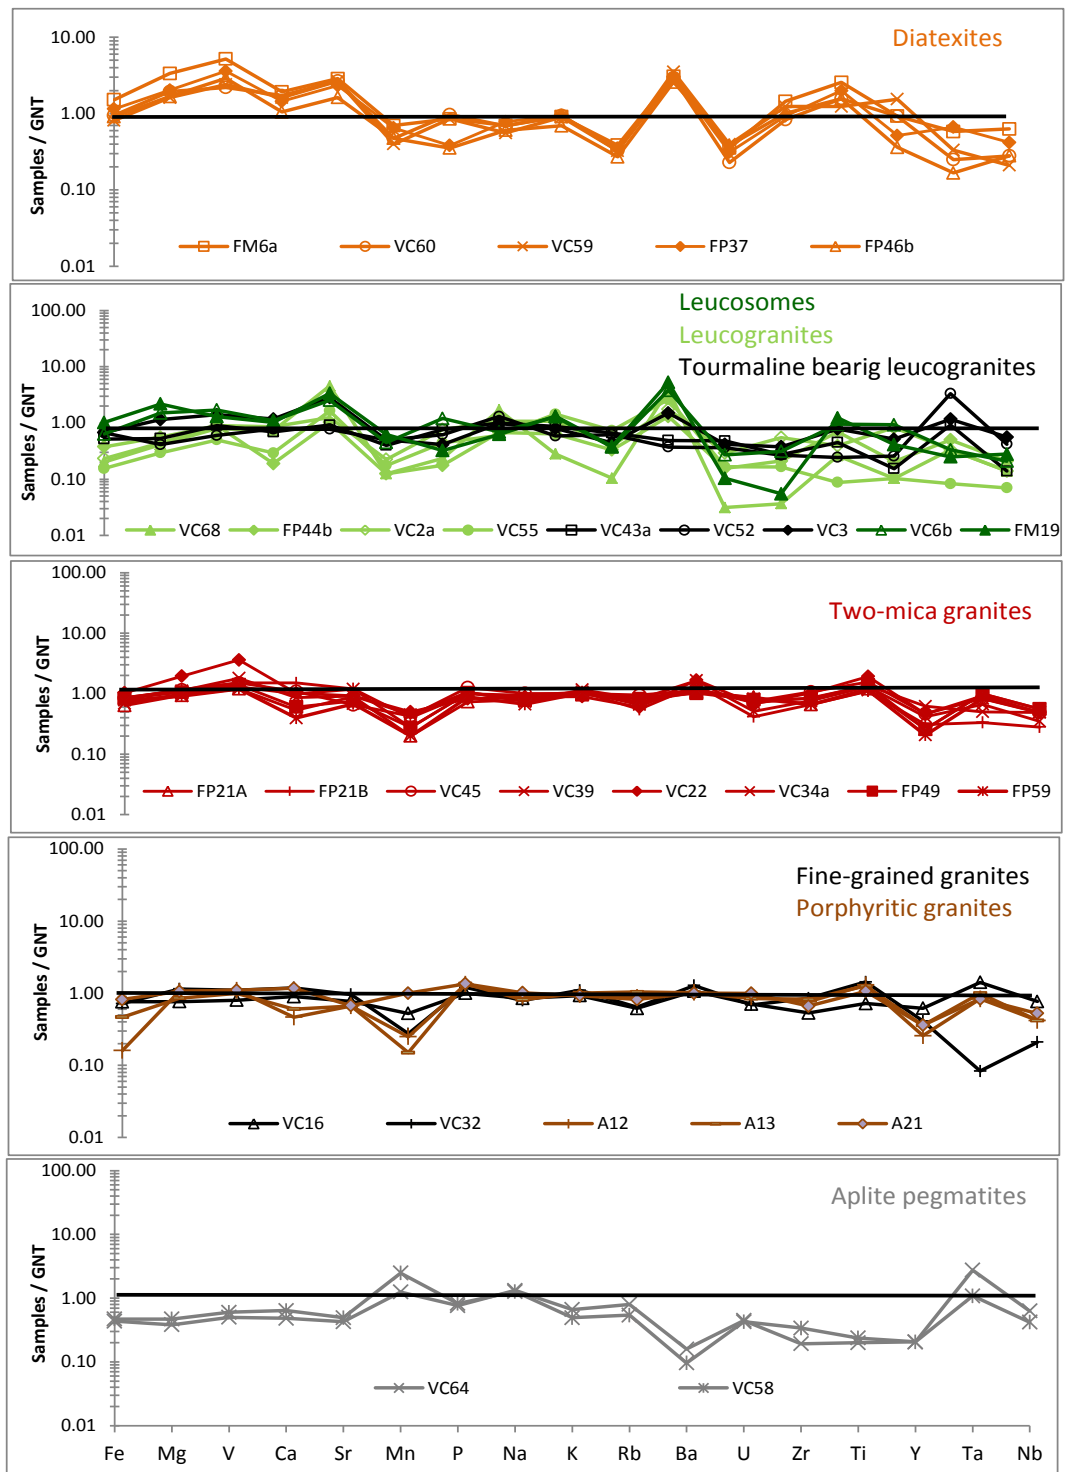 Diatexites
10.00
1.00
0.10
0.01
Samples / GNT
FM6a VC60 VC59 FP37 FP46b
Leucosomes
Leucogranites
Tourmaline bearig leucogranites
100.00
10.00
1.00
0.10
0.01
Samples / GNT
VC68 FP44b VC2a VC55 VC43a VC52 VC3 VC6b FM19
Two-mica granites
100.00
10.00
1.00
0.10
0.01
Samples / GNT
FP21A FP21B VC45 VC39 VC22 VC34a FP49 FP59
Fine-grained granites
Porphyritic granites
100.00
10.00
1.00
0.10
0.01
Samples / GNT
VC16 VC32 A12 A13 A21
Aplite pegmatites
100.00
10.00
1.00
0.10
0.01
Samples / GNT
VC64 VC58
Fe Mg V Ca Sr Mn P Na K Rb Ba U Zr Ti Y Ta Nb